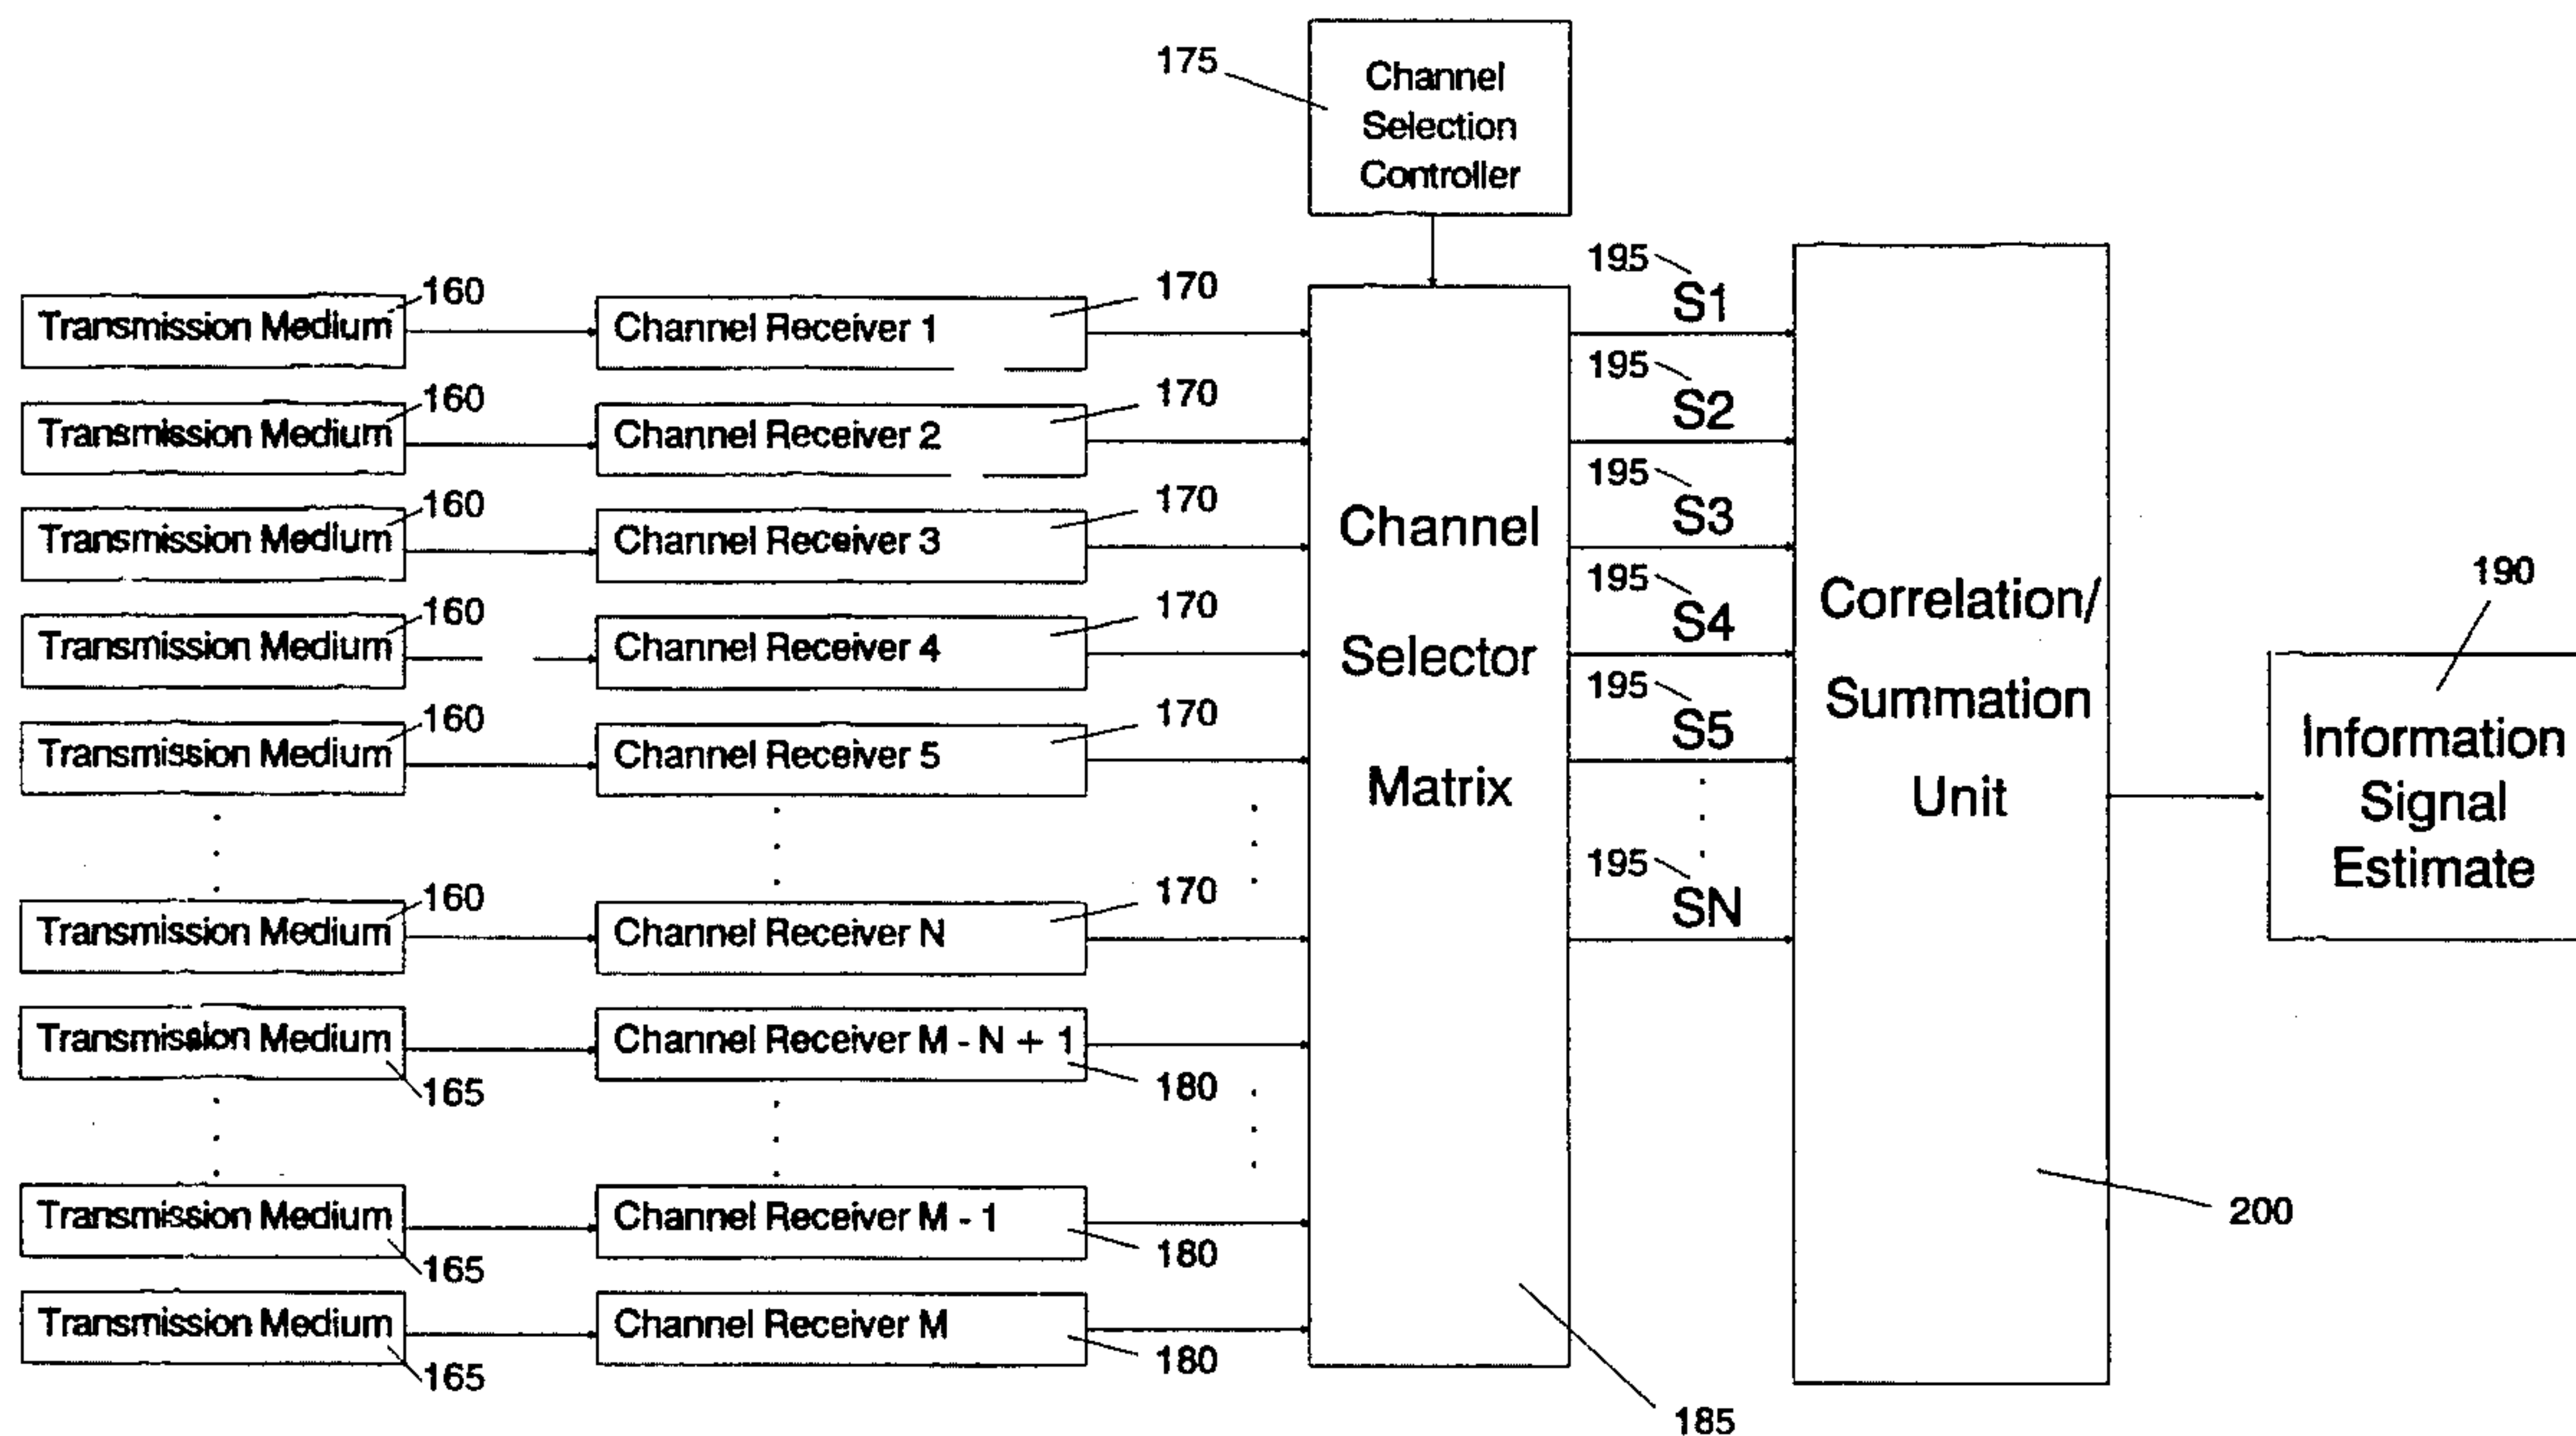 175
Channel
Selection
Controller
160
Transmission Medium
Channel Receiver 1
170
195
S1
160
Transmission Medium
Channel Receiver 2
170
195
S2
160
Transmission Medium
Channel Receiver 3
170
195
S3
160
Transmission Medium
Channel Receiver 4
170
195
S4
160
Transmission Medium
Channel Receiver 5
170
195
S5
160
Transmission Medium
Channel Receiver N
170
195
SN
Transmission Medium
165
Channel Receiver M - N + 1
180
Transmission Medium
165
Channel Receiver M - 1
180
Transmission Medium
165
Channel Receiver M
180
Channel
Selector
Matrix
185
Correlation/
Summation
Unit
200
190
Information
Signal
Estimate